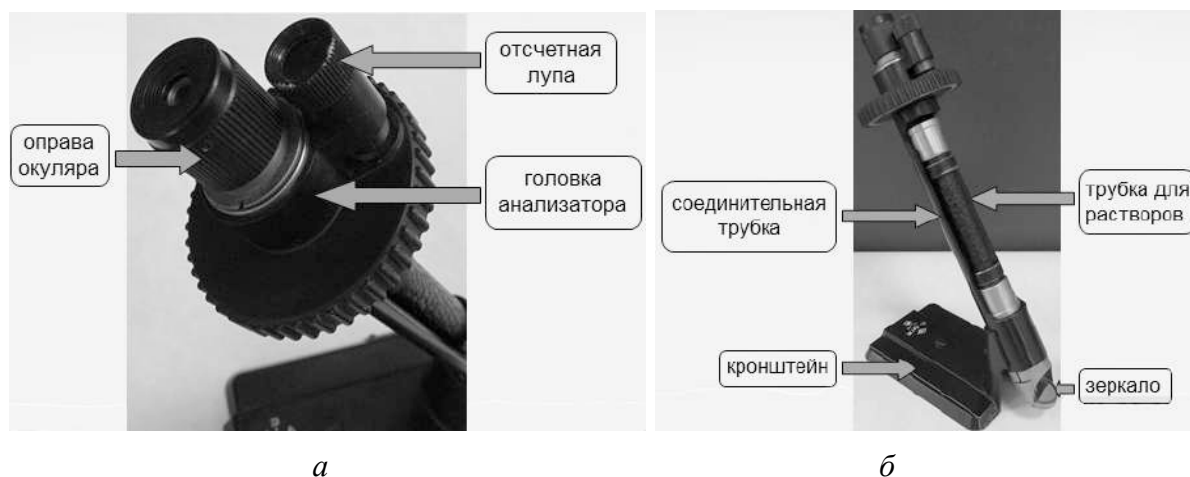 отсчетная
лупа
оправа
окуляра
головка
анализатора
соединительная
трубка
трубка для
растворов
кронштейн
зеркало
а
б